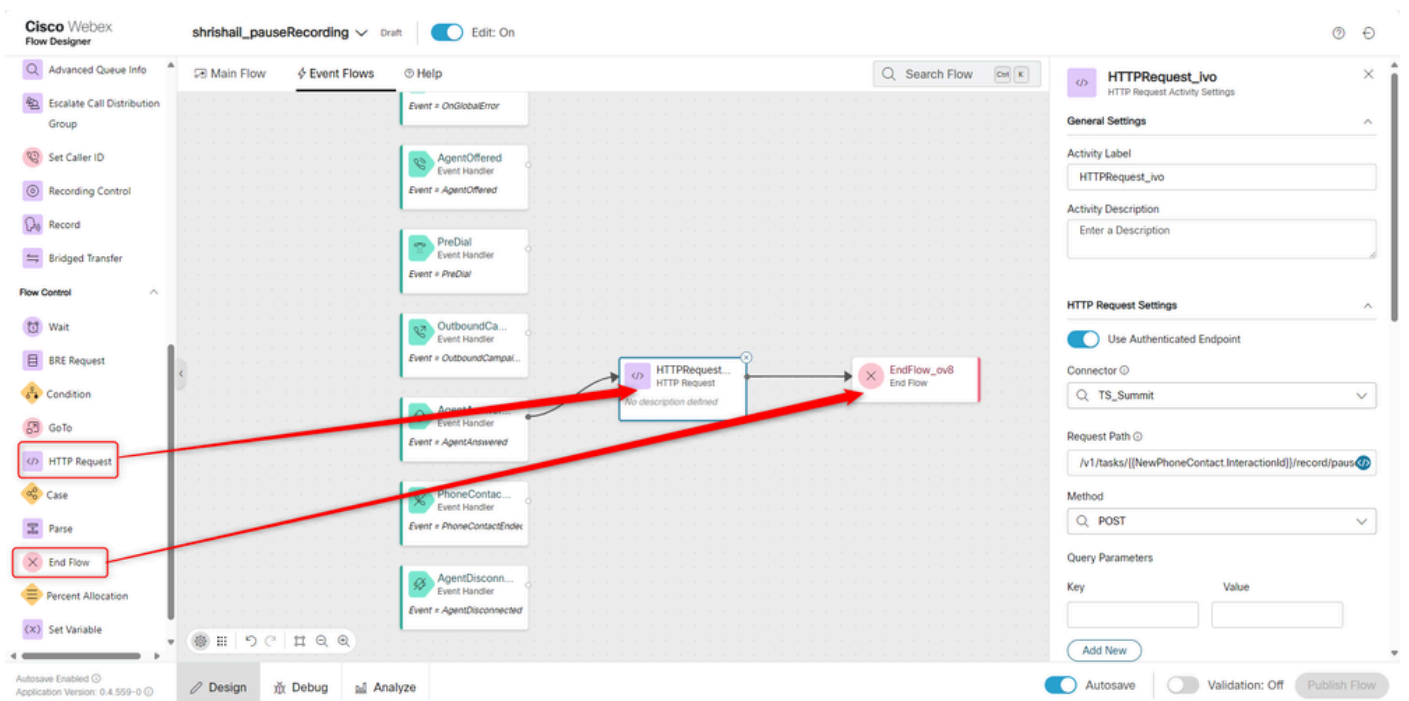 Cisco Webex
Flow Designer
shrishail_pauseRecording
Draft
Edit: On
Advanced Queue Info
Escalate Call Distribution
Group
Set Caller ID
Recording Control
Record
Bridged Transfer
Flow Control
Wait
BRE Request
Condition
GoTo
HTTP Request
Case
Parse
End Flow
Percent Allocation
Set Variable
Autosave Enabled
Application Version: 0.4.559-0
Main Flow
Event Flows
Help
Search Flow
Ctrl K
Event = OnGlobalError
AgentOffered
Event Handler
Event = AgentOffered
PreDial
Event Handler
Event = PreDial
OutboundCa...
Event Handler
Event = OutboundCampai...
Event Handler
Event = AgentAnswered
PhoneContac...
Event Handler
Event = PhoneContactEnded
AgentDisconn...
Event Handler
Event = AgentDisconnected
HTTPRequest...
HTTP Request
No description defined
EndFlow_ov8
End Flow
Design
Debug
Analyze
HTTPRequest_ivo
HTTP Request Activity Settings
General Settings
Activity Label
HTTPRequest_ivo
Activity Description
Enter a Description
HTTP Request Settings
Use Authenticated Endpoint
Connector
TS_Summit
Request Path
/v1/tasks/{{NewPhoneContact.InteractionId}}/record/pause
Method
POST
Query Parameters
Key
Value
Add New
Autosave
Validation: Off
Publish Flow